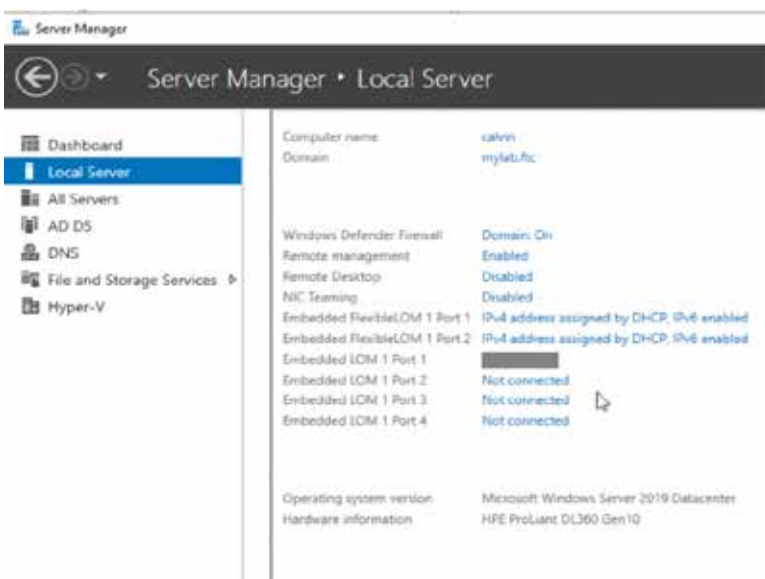 Server Manager
Server Manager ‣ Local Server
Dashboard
Local Server
All Servers
AD DS
DNS
File and Storage Services
Hyper-V
Computer name calvin
Domain mylab.ftc
Windows Defender Firewall Domain: On
Remote management Enabled
Remote Desktop Disabled
NIC Teaming Disabled
Embedded FlexibleLOM 1 Port 1 IPv4 address assigned by DHCP, IPv6 enabled
Embedded FlexibleLOM 1 Port 2 IPv4 address assigned by DHCP, IPv6 enabled
Embedded LOM 1 Port 1
Embedded LOM 1 Port 2 Not connected
Embedded LOM 1 Port 3 Not connected
Embedded LOM 1 Port 4 Not connected
Operating system version Microsoft Windows Server 2019 Datacenter
Hardware information HPE ProLiant DL360 Gen10